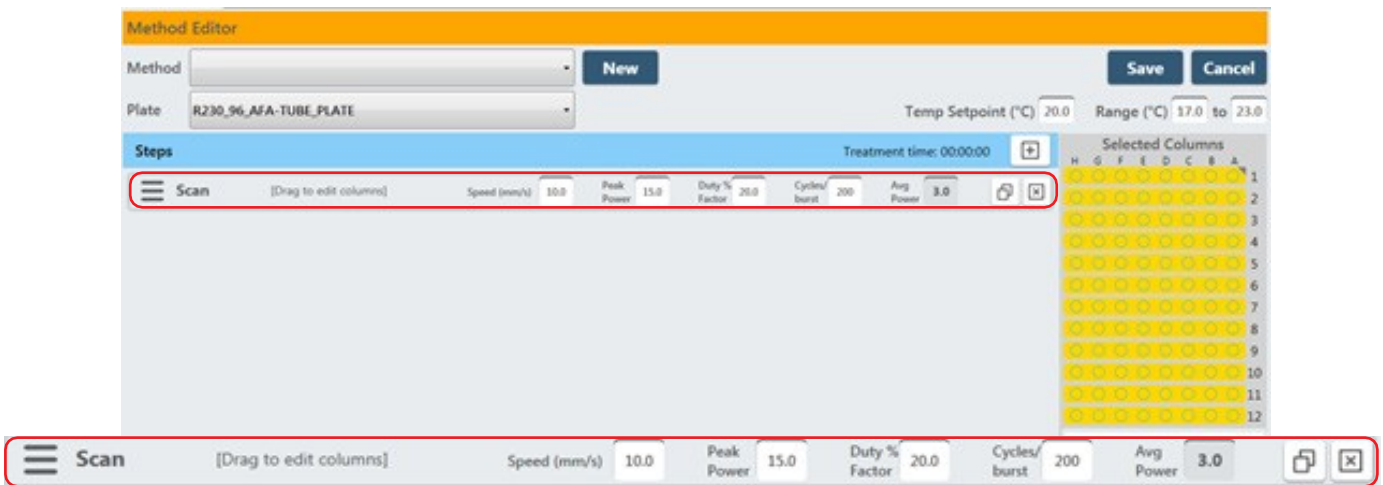 Method Editor
Method New Save Cancel
Plate R230_96_AFA-TUBE_PLATE Temp Setpoint (°C) 20.0 Range (°C) 17.0 to 23.0
Steps Treatment time: 00:00:00 Selected Columns
H G F E D C B A
1
Scan [Drag to edit columns] Speed (mm/s) 10.0 Peak Power 15.0 Duty % Factor 20.0 Cycles/ burst 200 Avg Power 3.0
2
3
4
5
6
7
8
9
10
11
12
Scan [Drag to edit columns] Speed (mm/s) 10.0 Peak Power 15.0 Duty % Factor 20.0 Cycles/ burst 200 Avg Power 3.0